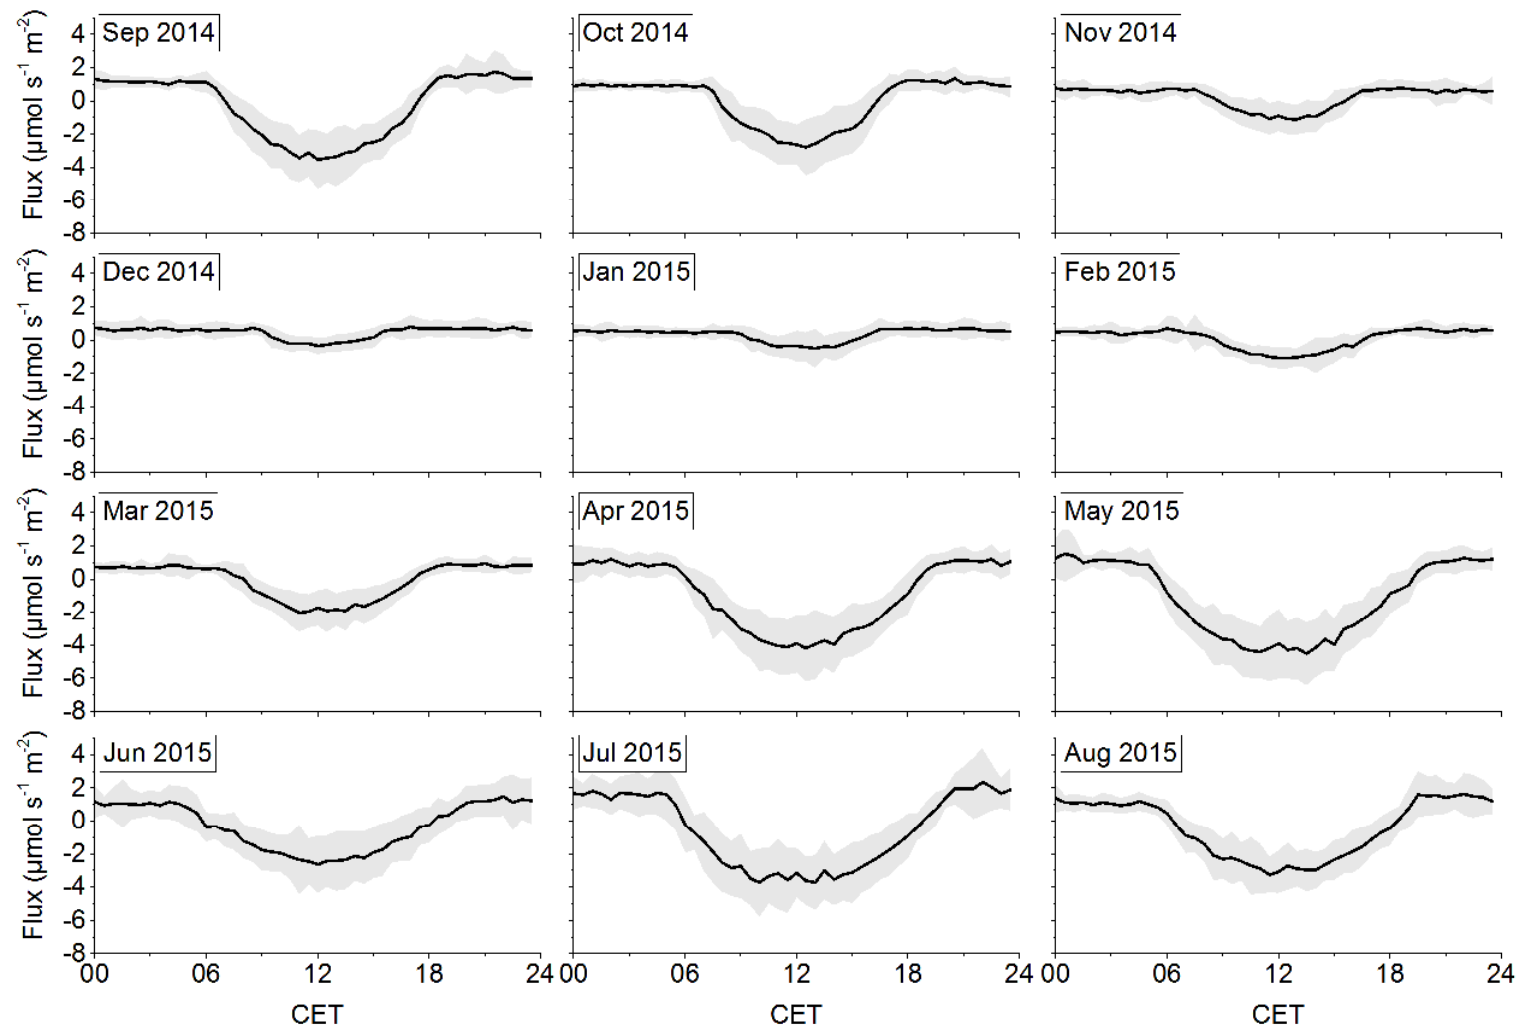 Sep 2014
Oct 2014
Nov 2014
Flux (µmol s⁻¹ m⁻²)
4
2
0
-2
-4
-6
-8
Dec 2014
Jan 2015
Feb 2015
Flux (µmol s⁻¹ m⁻²)
4
2
0
-2
-4
-6
-8
Mar 2015
Apr 2015
May 2015
Flux (µmol s⁻¹ m⁻²)
4
2
0
-2
-4
-6
-8
Jun 2015
Jul 2015
Aug 2015
Flux (µmol s⁻¹ m⁻²)
4
2
0
-2
-4
-6
-8
00 06 12 18 24
00 06 12 18 24
00 06 12 18 24
CET
CET
CET